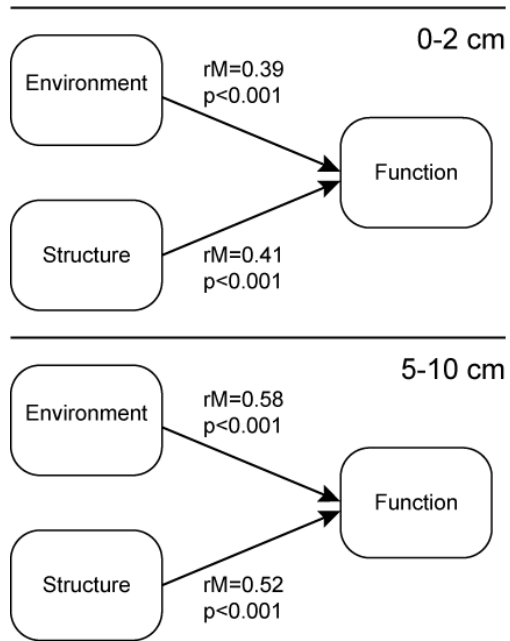 0-2 cm
Environment
rM=0.39
p<0.001
Function
Structure
rM=0.41
p<0.001
5-10 cm
Environment
rM=0.58
p<0.001
Function
Structure
rM=0.52
p<0.001